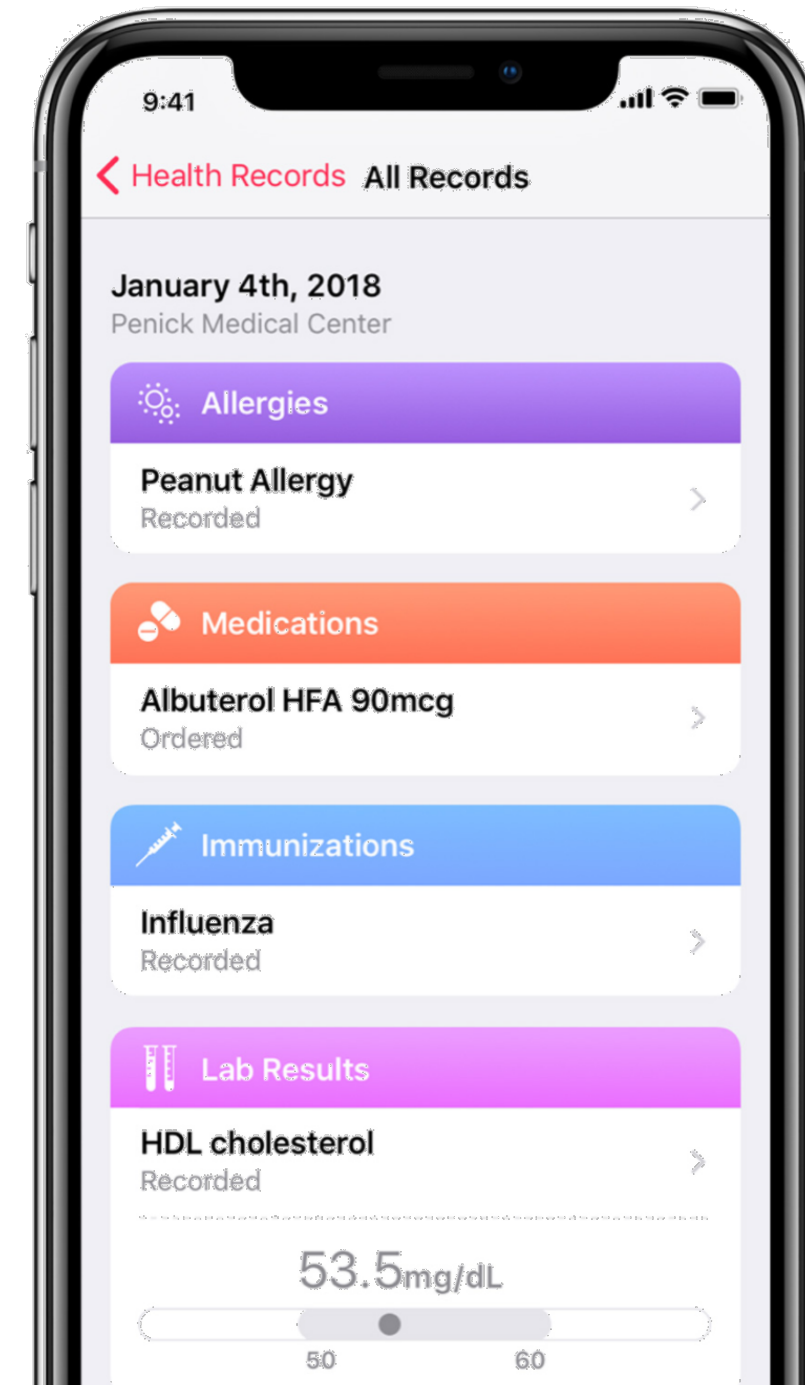 9:41
Health Records All Records
January 4th, 2018
Penick Medical Center
Allergies
Peanut Allergy
Recorded
Medications
Albuterol HFA 90mcg
Ordered
Immunizations
Influenza
Recorded
Lab Results
HDL cholesterol
Recorded
53.5mg/dL
50 60